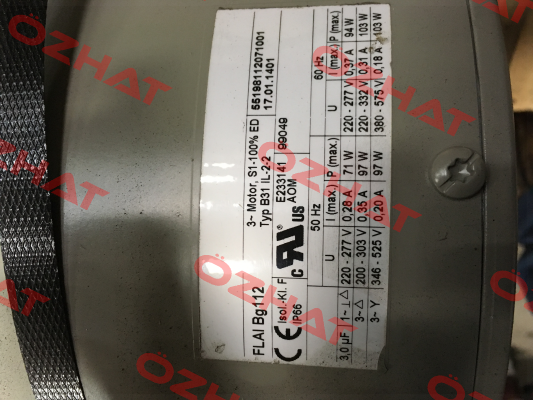 FLAI Bg112
3~ Motor, S1-100% ED
Typ B31 IL-2-2
55198112071001
17.01.1401
CE Isol.-Kl. F
IP66
c UL US
E233141
AOM
99049
50 Hz
60 Hz
U I (max.) P (max.) U I (max.) P (max.)
3,0 µF 1~ ⊥ △ 220 - 277 V 0,28 A 71 W 220 - 277 V 0,37 A 94 W
3~ △ 200 - 303 V 0,35 A 97 W 220 - 332 V 0,31 A 103 W
3~ Y 346 - 525 V 0,20 A 97 W 380 - 575 V 0,18 A 103 W
OZHAT
OZHAT
OZHAT
OZHAT
OZHAT